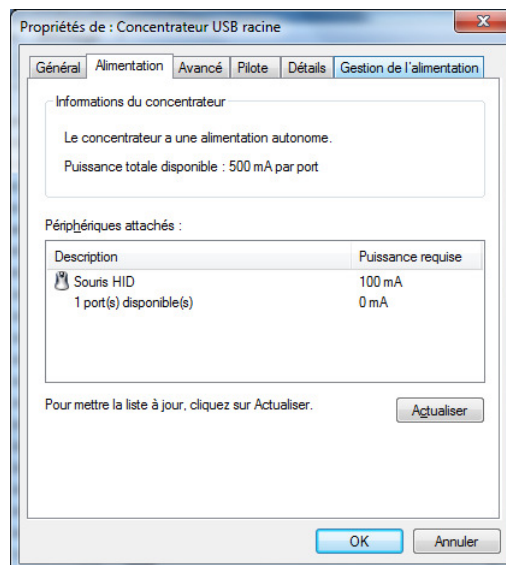 Propriétés de : Concentrateur USB racine
Général Alimentation Avancé Pilote Détails Gestion de l'alimentation
Informations du concentrateur
Le concentrateur a une alimentation autonome.
Puissance totale disponible : 500 mA par port
Périphériques attachés :
Description Puissance requise
Souris HID 100 mA
1 port(s) disponible(s) 0 mA
Pour mettre la liste à jour, cliquez sur Actualiser.
Actualiser
OK Annuler